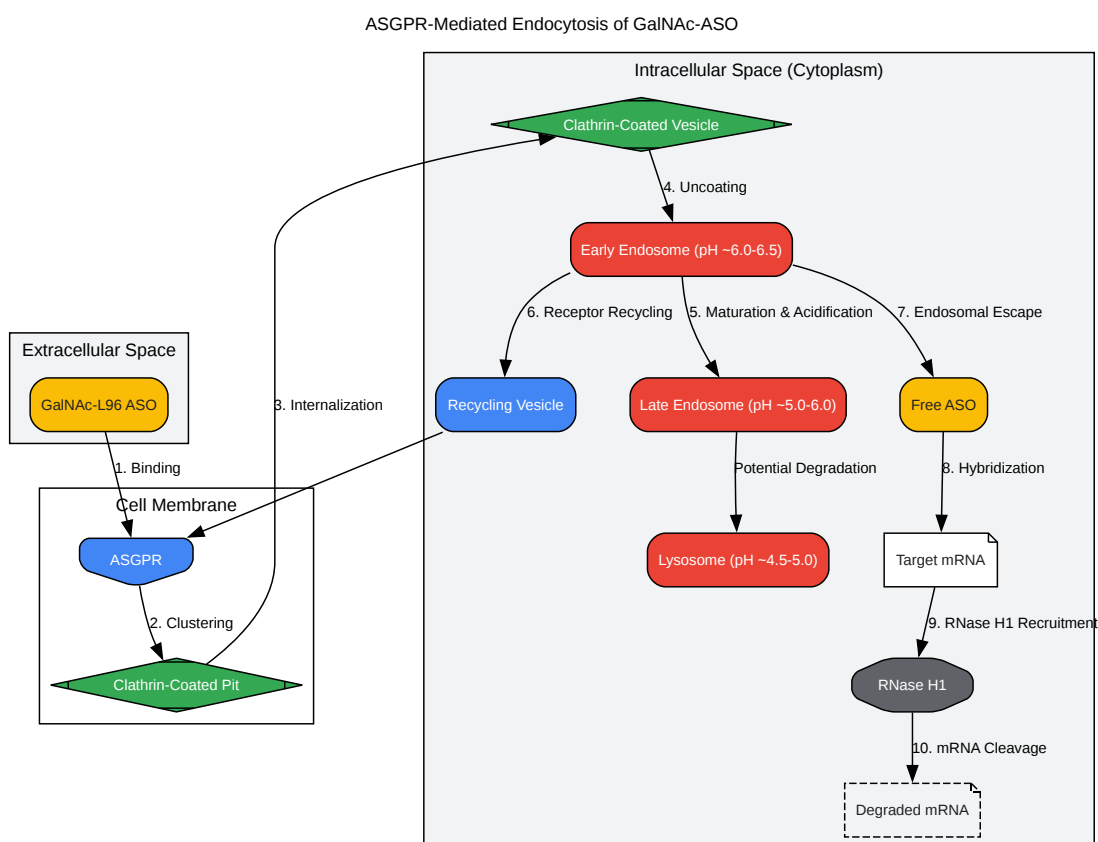 ASGPR-Mediated Endocytosis of GalNAc-ASO
Intracellular Space (Cytoplasm)
Clathrin-Coated Vesicle
4. Uncoating
Early Endosome (pH ~6.0-6.5)
6. Receptor Recycling
5. Maturation & Acidification
7. Endosomal Escape
Extracellular Space
GalNAc-L96 ASO
3. Internalization
Recycling Vesicle
Late Endosome (pH ~5.0-6.0)
Free ASO
1. Binding
Potential Degradation
8. Hybridization
Cell Membrane
ASGPR
Lysosome (pH ~4.5-5.0)
Target mRNA
2. Clustering
9. RNase H1 Recruitment
Clathrin-Coated Pit
RNase H1
10. mRNA Cleavage
Degraded mRNA